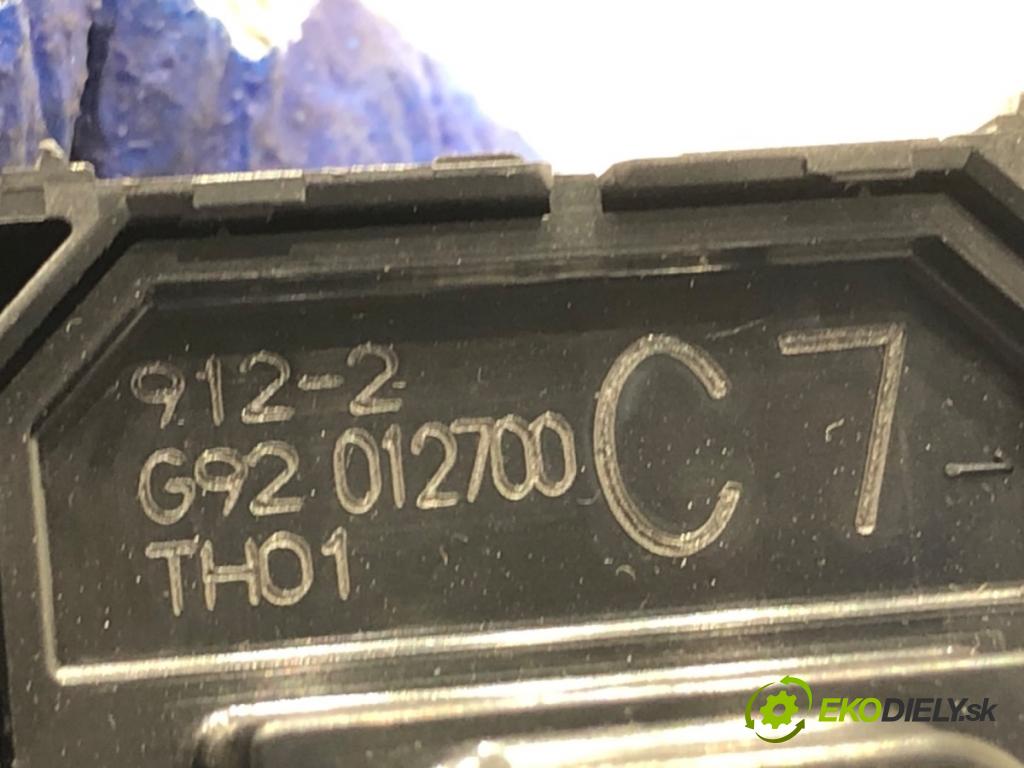 912-2
G92 012700
TH01
C7
EKODIELY.sk